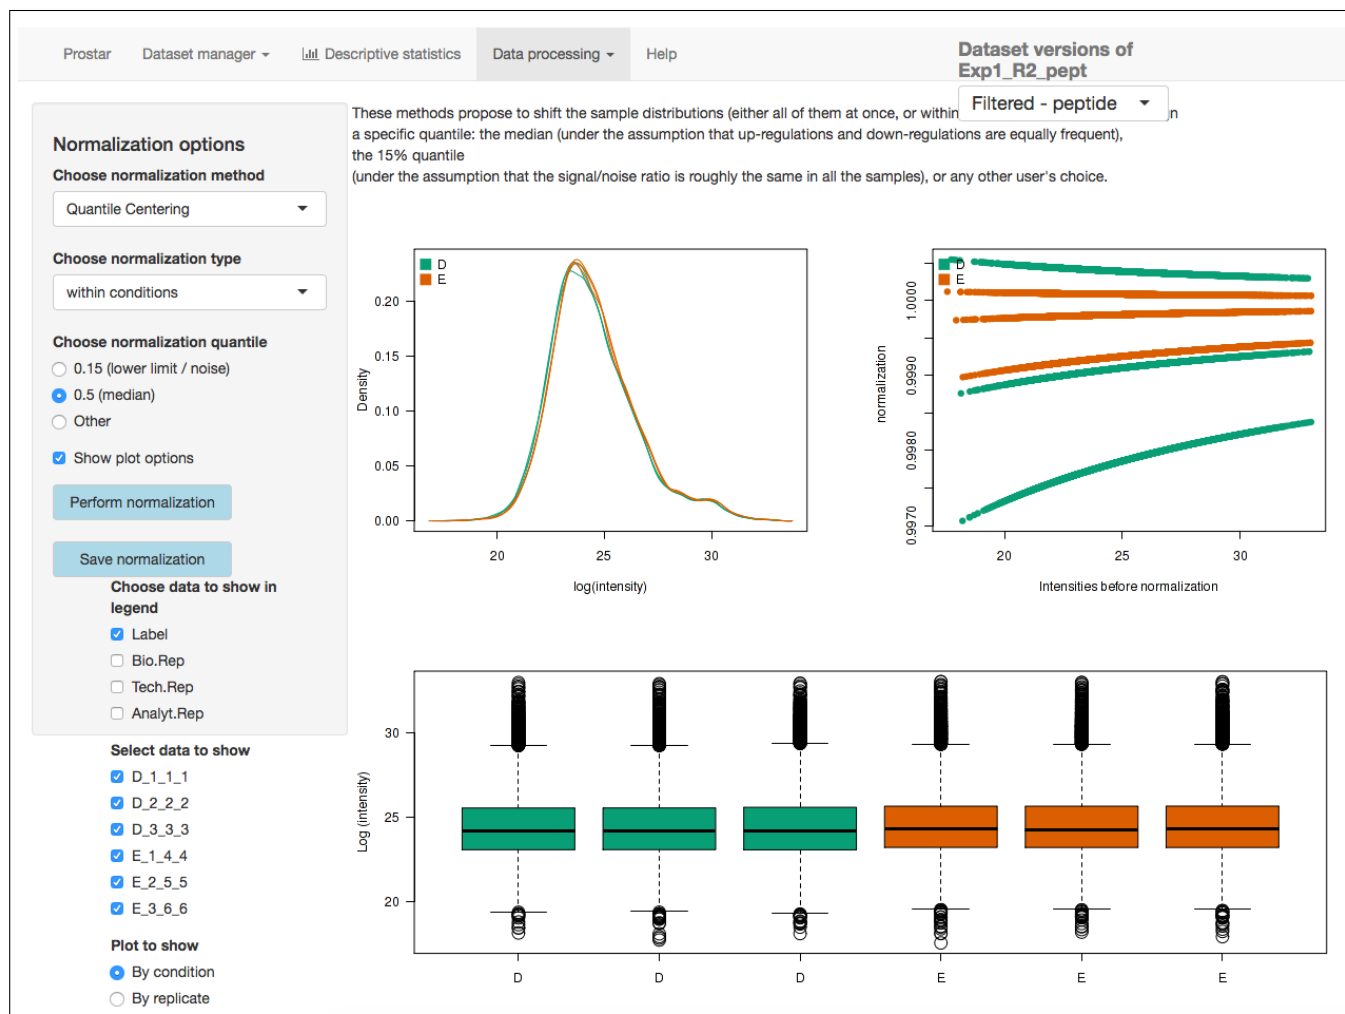 Prostar
Dataset manager
Descriptive statistics
Data processing
Help
Dataset versions of
Exp1_R2_pept
Filtered - peptide
These methods propose to shift the sample distributions (either all of them at once, or within
n
a specific quantile: the median (under the assumption that up-regulations and down-regulations are equally frequent),
the 15% quantile
(under the assumption that the signal/noise ratio is roughly the same in all the samples), or any other user's choice.
Normalization options
Choose normalization method
Quantile Centering
Choose normalization type
within conditions
Choose normalization quantile
0.15 (lower limit / noise)
0.5 (median)
Other
Show plot options
Perform normalization
Save normalization
Choose data to show in
legend
Label
Bio.Rep
Tech.Rep
Analyt.Rep
Select data to show
D_1_1_1
D_2_2_2
D_3_3_3
E_1_4_4
E_2_5_5
E_3_6_6
Plot to show
By condition
By replicate
D
E
Density
0.20
0.15
0.10
0.05
0.00
20 25 30
log(intensity)
D
E
normalization
1.0000
0.9990
0.9980
0.9970
20 25 30
Intensities before normalization
Log (intensity)
30
25
20
D D D E E E